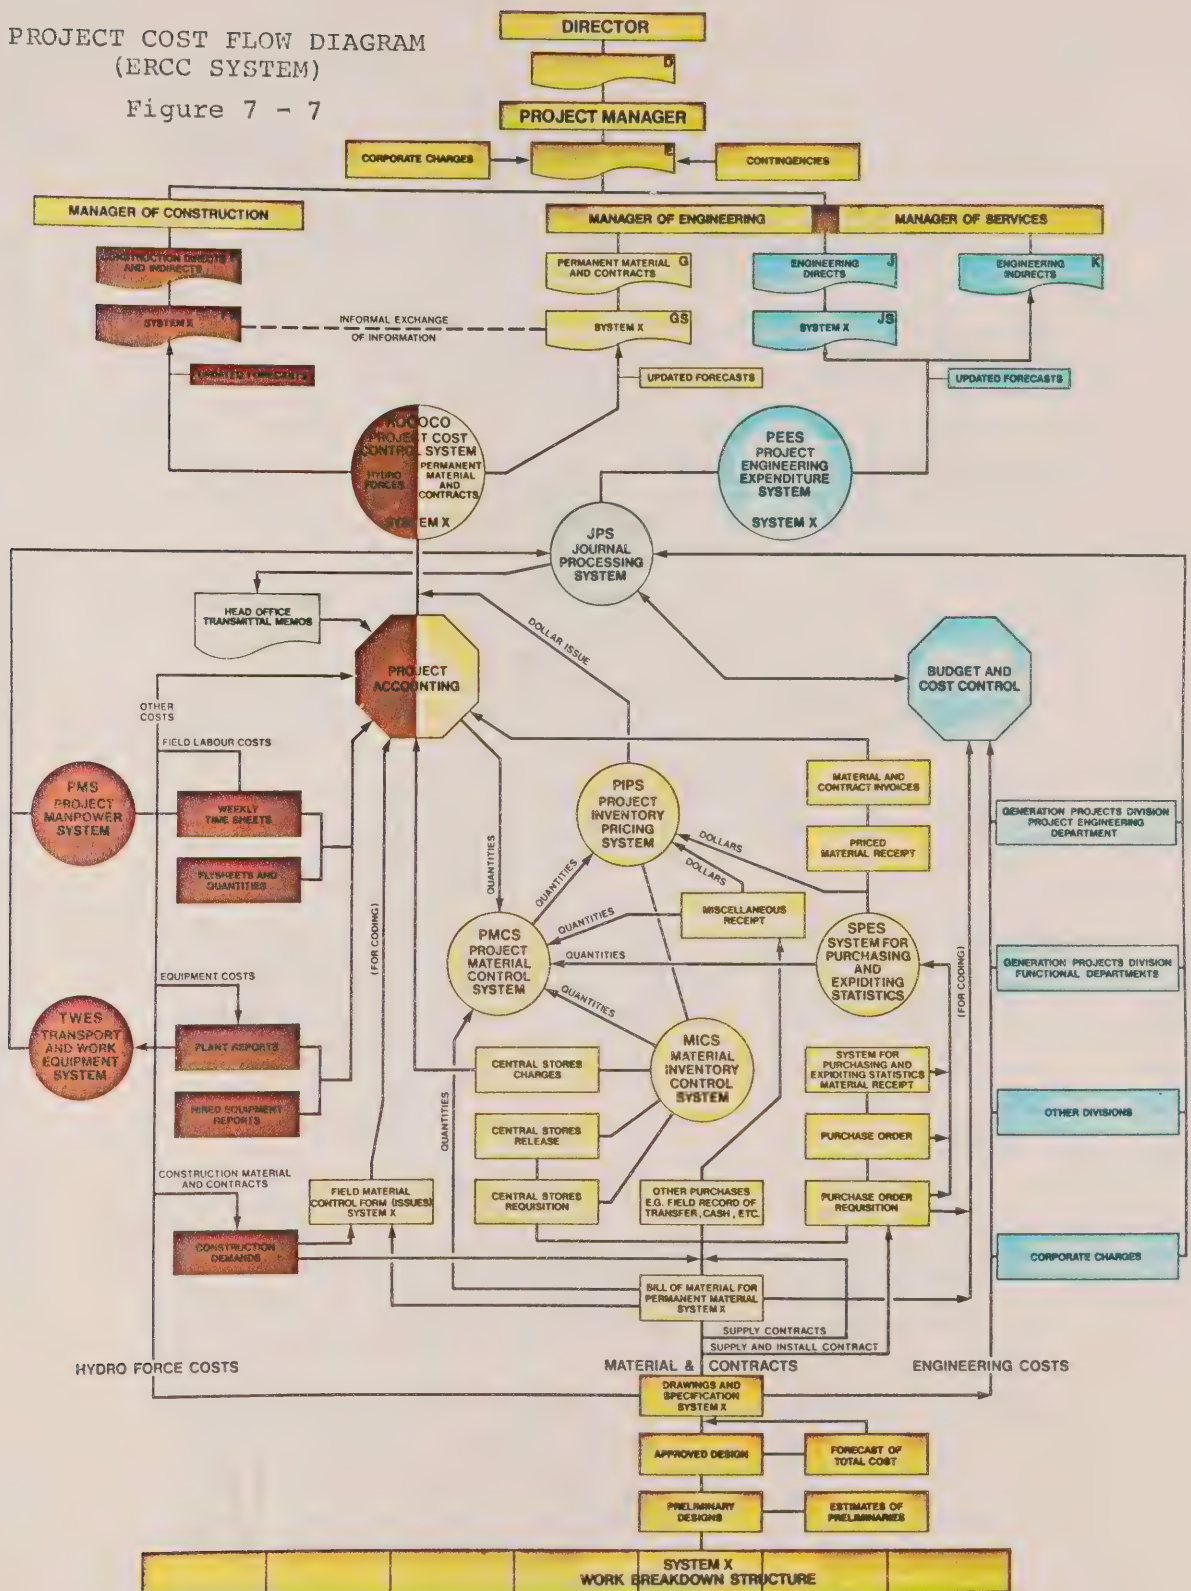 PROJECT COST FLOW DIAGRAM
(ERCC SYSTEM)
Figure 7 - 7
DIRECTOR
D
PROJECT MANAGER
CORPORATE CHARGES
E
CONTINGENCIES
MANAGER OF CONSTRUCTION
MANAGER OF ENGINEERING
MANAGER OF SERVICES
CONSTRUCTION DIRECTS
AND INDIRECTS
PERMANENT MATERIAL
AND CONTRACTS
G
ENGINEERING
DIRECTS
J
ENGINEERING
INDIRECTS
K
SYSTEM X
INFORMAL EXCHANGE
OF INFORMATION
SYSTEM X
GS
SYSTEM X
JS
UPDATED FORECASTS
UPDATED FORECASTS
UPDATED FORECASTS
ROCOCO
PROJECT COST
CONTROL SYSTEM
HYDRO
FORCES
PERMANENT
MATERIAL
AND
CONTRACTS
SYSTEM X
PEES
PROJECT
ENGINEERING
EXPENDITURE
SYSTEM
SYSTEM X
JPS
JOURNAL
PROCESSING
SYSTEM
HEAD OFFICE
TRANSMITTAL MEMOS
DOLLAR ISSUE
PROJECT
ACCOUNTING
BUDGET AND
COST CONTROL
OTHER
COSTS
FIELD LABOUR COSTS
PMS
PROJECT
MANPOWER
SYSTEM
WEEKLY
TIME SHEETS
FLYSHEETS AND
QUANTITIES
PIPS
PROJECT
INVENTORY
PRICING
SYSTEM
MATERIAL AND
CONTRACT INVOICES
PRICED
MATERIAL RECEIPT
GENERATION PROJECTS DIVISION
PROJECT ENGINEERING
DEPARTMENT
QUANTITIES
QUANTITIES
DOLLARS
DOLLARS
MISCELLANEOUS
RECEIPT
QUANTITIES
(FOR CODING)
PMCS
PROJECT
MATERIAL
CONTROL
SYSTEM
QUANTITIES
QUANTITIES
SPES
SYSTEM FOR
PURCHASING
AND
EXPIDITING
STATISTICS
(FOR CODING)
GENERATION PROJECTS DIVISION
FUNCTIONAL DEPARTMENTS
EQUIPMENT COSTS
TWES
TRANSPORT
AND WORK
EQUIPMENT
SYSTEM
PLANT REPORTS
HIRED EQUIPMENT
REPORTS
MICS
MATERIAL
INVENTORY
CONTROL
SYSTEM
CENTRAL STORES
CHARGES
SYSTEM FOR
PURCHASING AND
EXPIDITING STATISTICS
MATERIAL RECEIPT
QUANTITIES
CENTRAL STORES
RELEASE
PURCHASE ORDER
OTHER DIVISIONS
CONSTRUCTION MATERIAL
AND CONTRACTS
FIELD MATERIAL
CONTROL FORM (ISSUES)
SYSTEM X
CENTRAL STORES
REQUISITION
OTHER PURCHASES
E.G. FIELD RECORD OF
TRANSFER, CASH, ETC.
PURCHASE ORDER
REQUISITION
CONSTRUCTION
DEMANDS
CORPORATE CHARGES
BILL OF MATERIAL FOR
PERMANENT MATERIAL
SYSTEM X
SUPPLY CONTRACTS
SUPPLY AND INSTALL CONTRACT
HYDRO FORCE COSTS
MATERIAL & CONTRACTS
ENGINEERING COSTS
DRAWINGS AND
SPECIFICATION
SYSTEM X
APPROVED DESIGN
FORECAST OF
TOTAL COST
PRELIMINARY
DESIGNS
ESTIMATES OF
PRELIMINARIES
SYSTEM X
WORK BREAKDOWN STRUCTURE